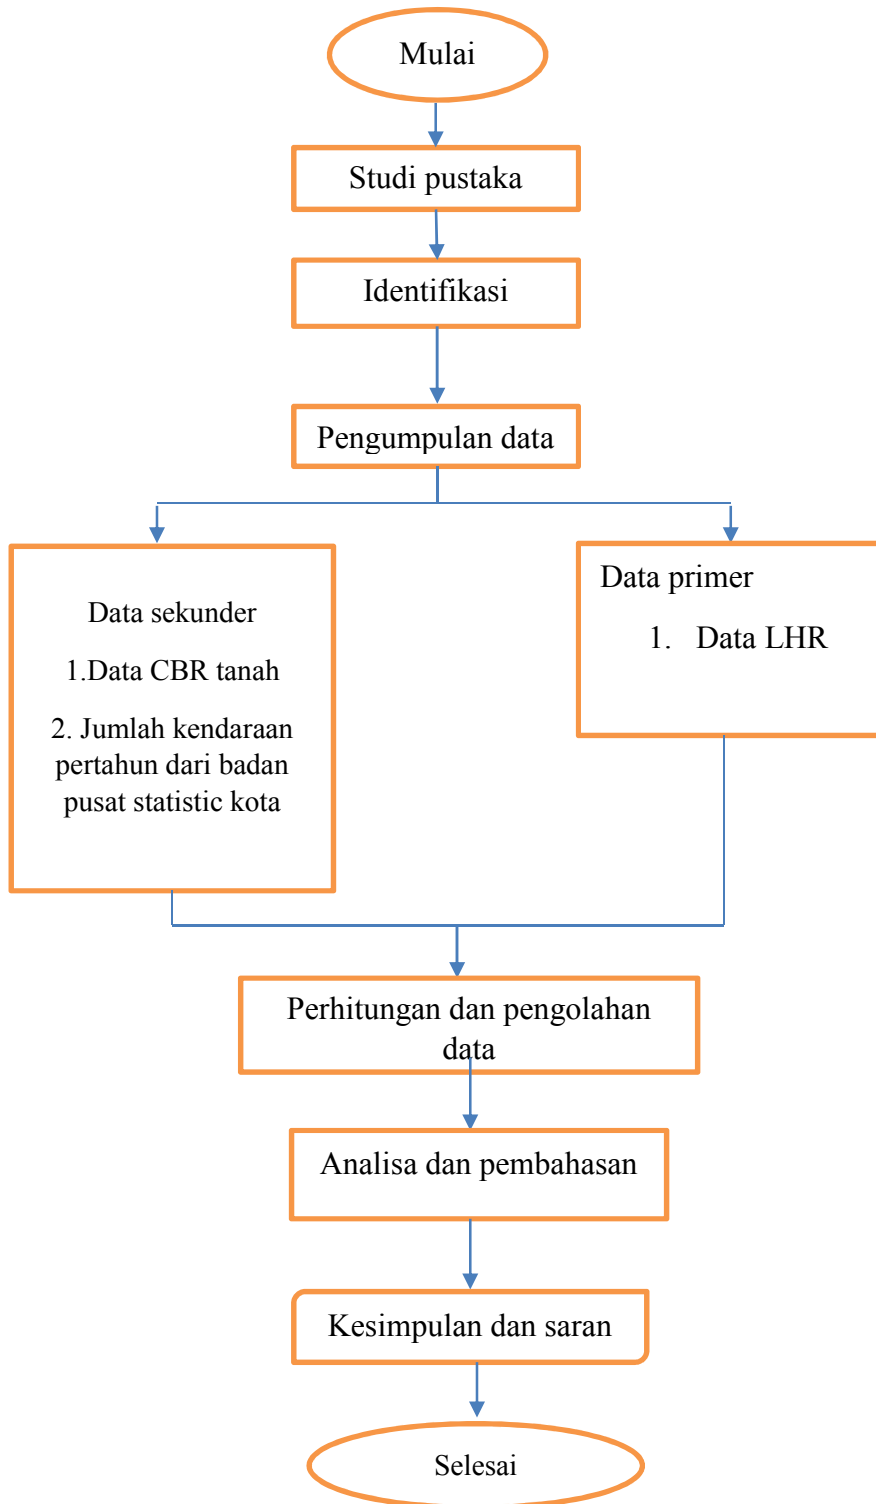 Mulai
Studi pustaka
Identifikasi
Pengumpulan data
Data sekunder
1.Data CBR tanah
2. Jumlah kendaraan
pertahun dari badan
pusat statistic kota
Data primer
1. Data LHR
Perhitungan dan pengolahan
data
Analisa dan pembahasan
Kesimpulan dan saran
Selesai